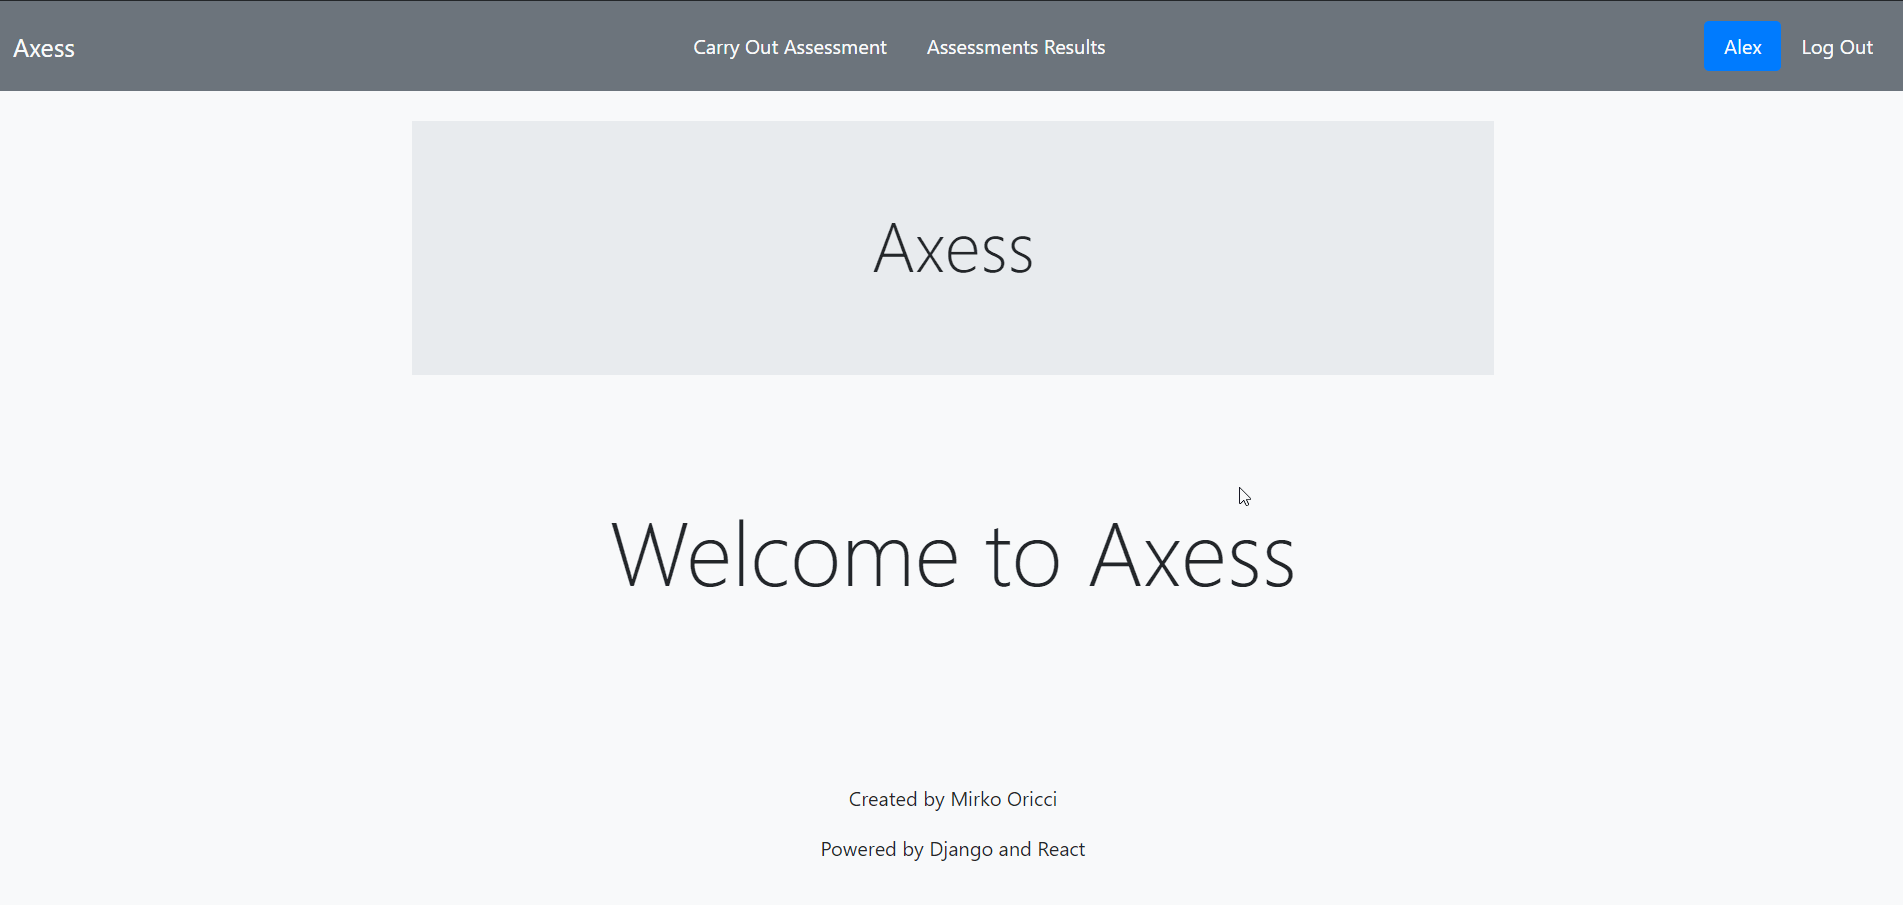 Axess
Carry Out Assessment
Assessments Results
Alex
Log Out
Axess
Welcome to Axess
Created by Mirko Oricci
Powered by Django and React